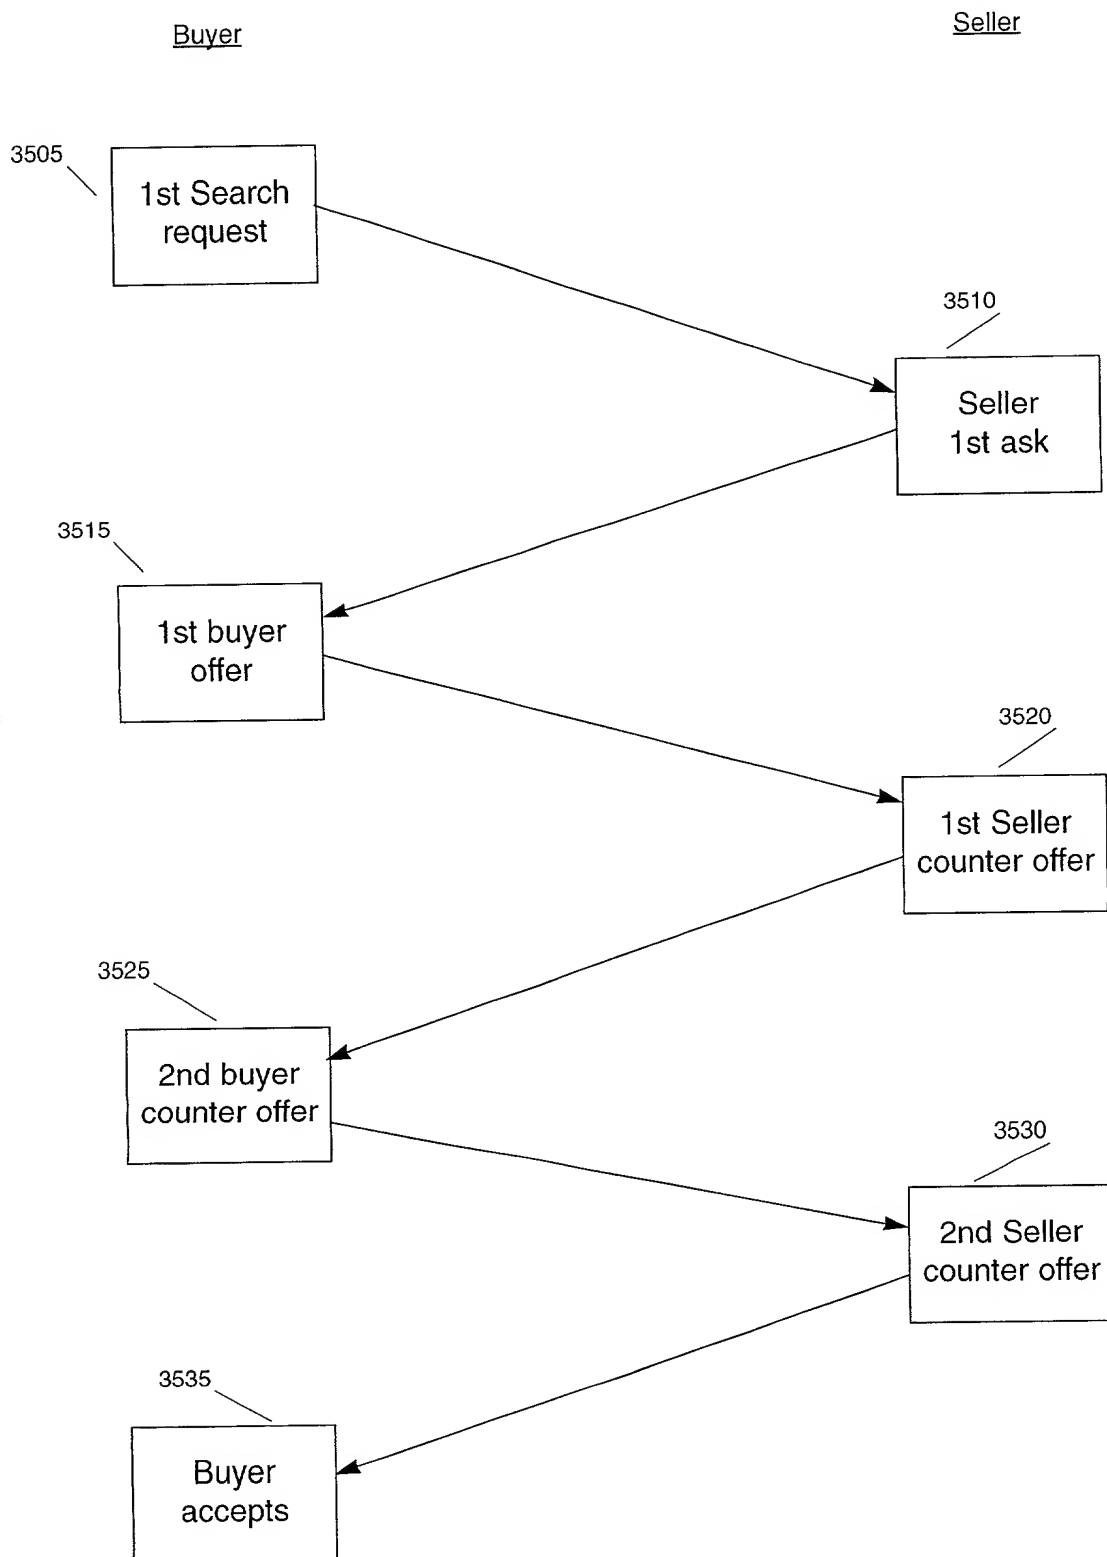 Buyer
Seller
3505
1st Search
request
3510
Seller
1st ask
3515
1st buyer
offer
3520
1st Seller
counter offer
3525
2nd buyer
counter offer
3530
2nd Seller
counter offer
3535
Buyer
accepts